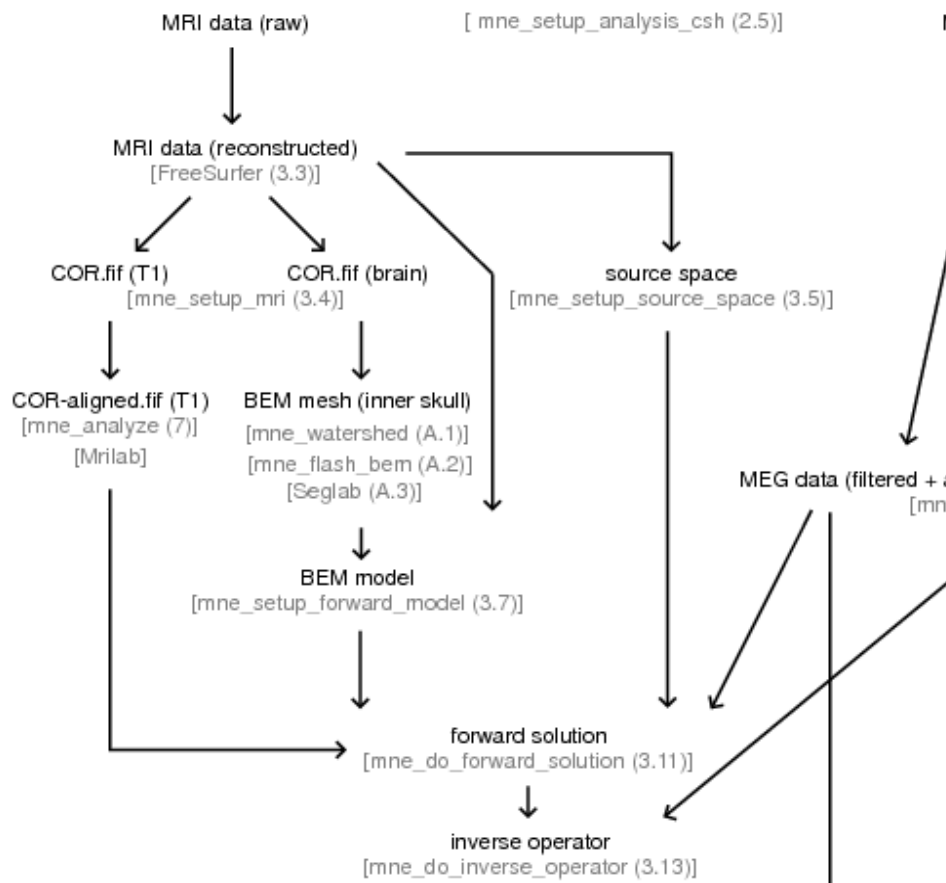 MRI data (raw)
[ mne_setup_analysis_csh (2.5)]
MRI data (reconstructed)
[FreeSurfer (3.3)]
COR.fif (T1)
COR.fif (brain)
[mne_setup_mri (3.4)]
source space
[mne_setup_source_space (3.5)]
COR-aligned.fif (T1)
[mne_analyze (7)]
[Mrilab]
BEM mesh (inner skull)
[mne_watershed (A.1)]
[mne_flash_bem (A.2)]
[Seglab (A.3)]
MEG data (filtered +
BEM model
[mne_setup_forward_model (3.7)]
forward solution
[mne_do_forward_solution (3.11)]
inverse operator
[mne_do_inverse_operator (3.13)]